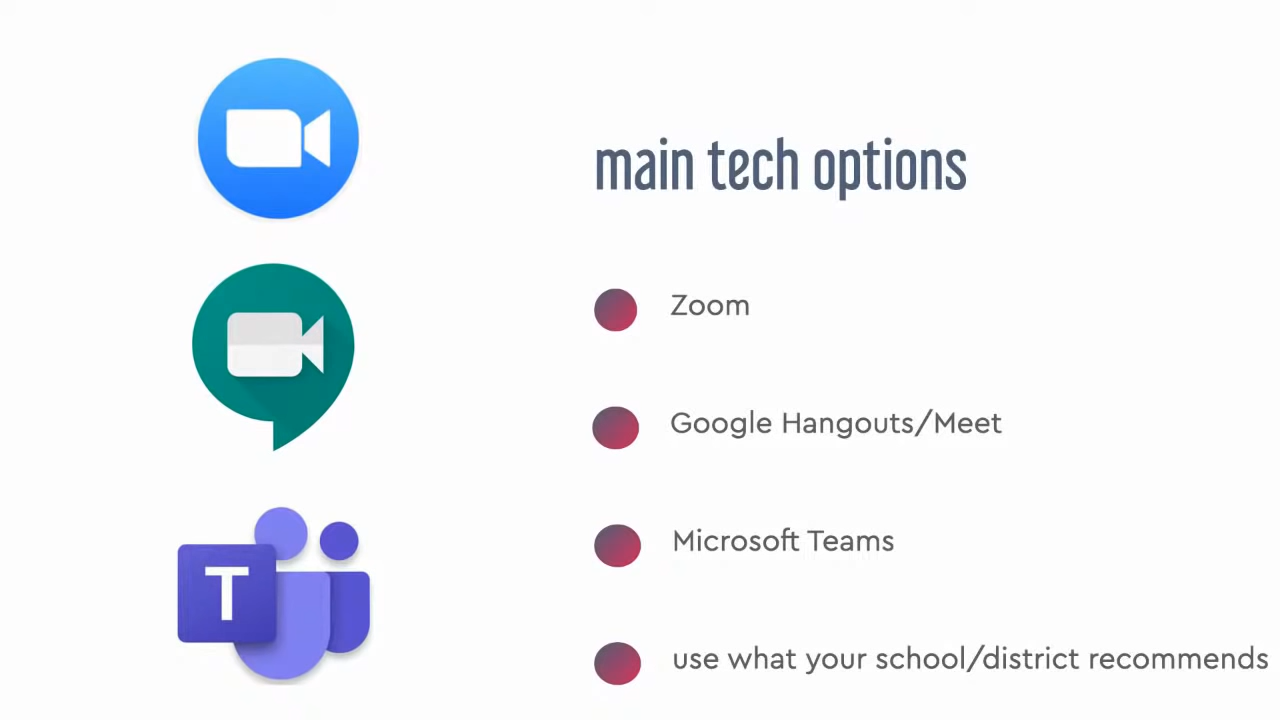 main tech options
Zoom
Google Hangouts/Meet
Microsoft Teams
T
use what your school/district recommends